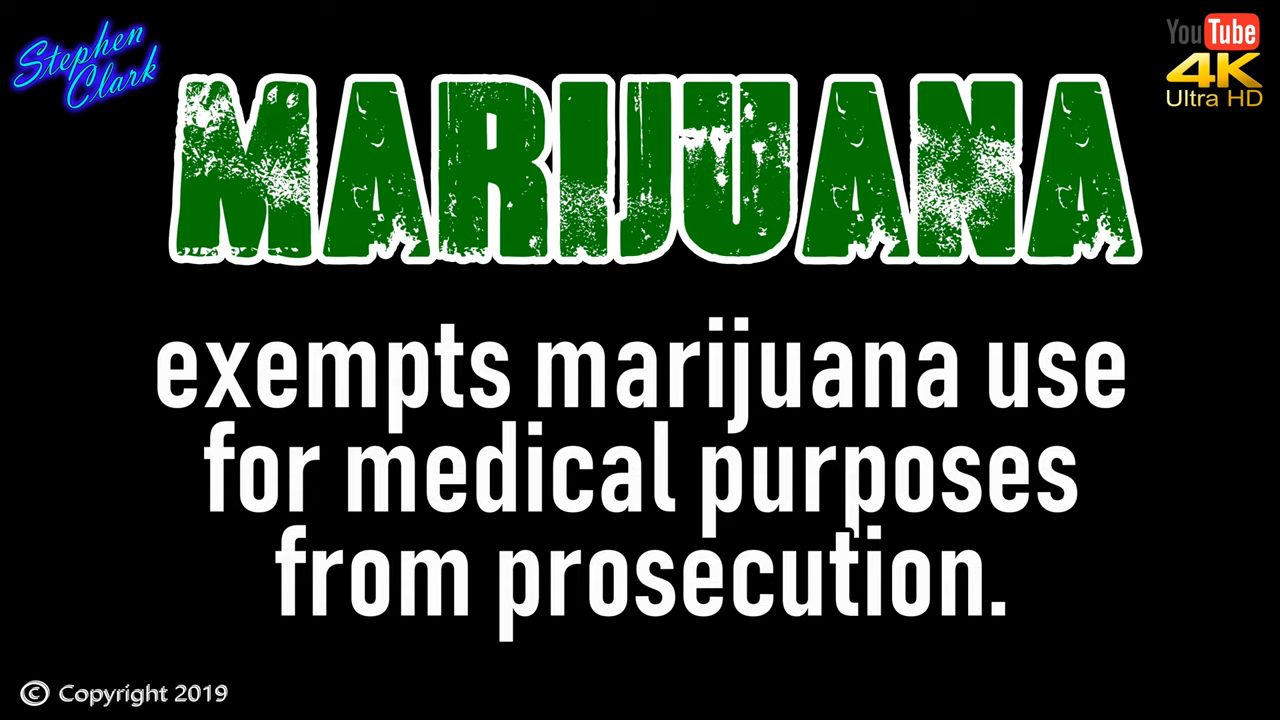 Stephen
Clark
YouTube
4K
Ultra HD
MARIJUANA
exempts marijuana use
for medical purposes
from prosecution.
© Copyright 2019